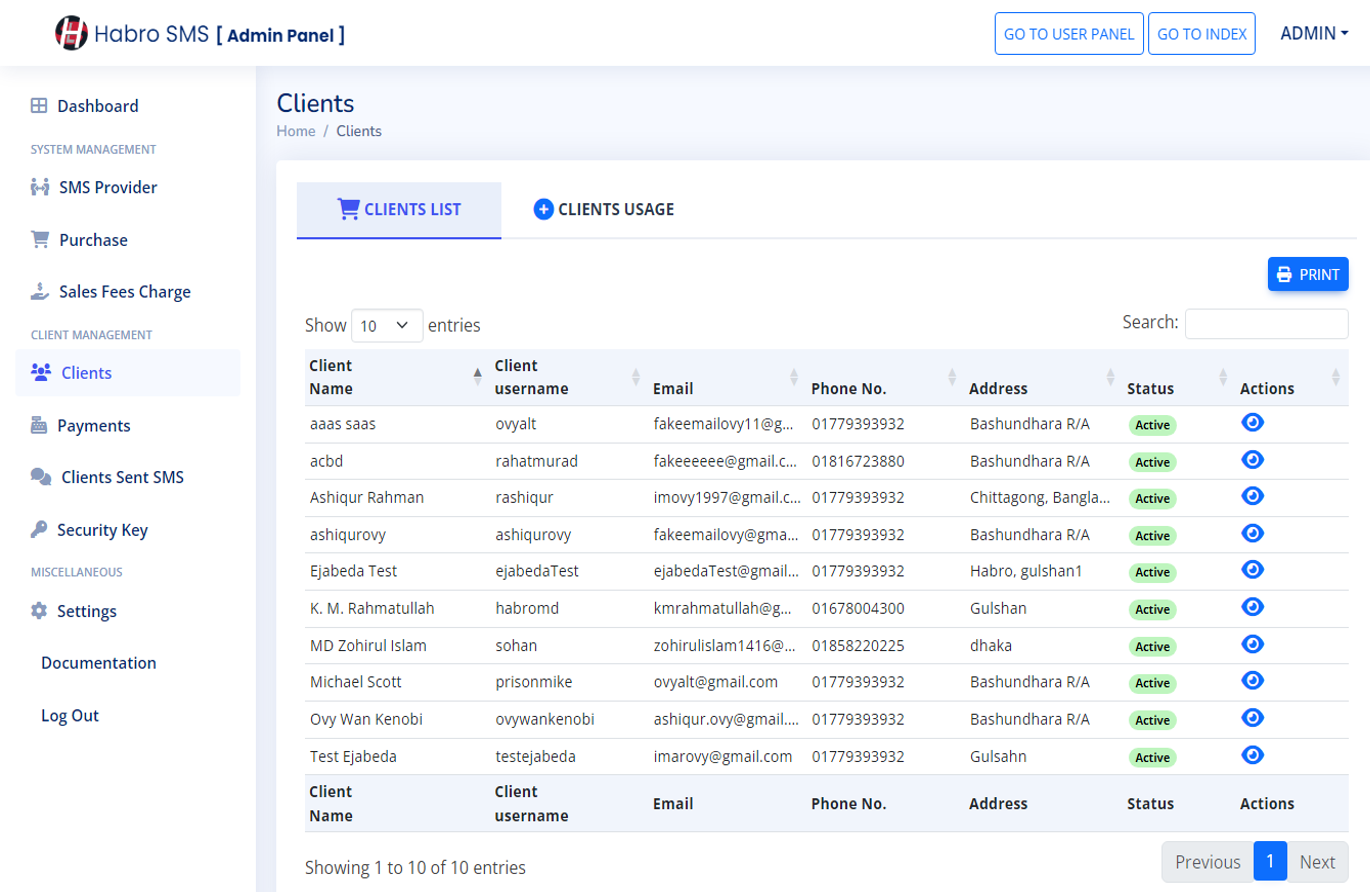 Habro SMS [ Admin Panel ]
GO TO USER PANEL GO TO INDEX ADMIN
Dashboard
SYSTEM MANAGEMENT
SMS Provider
Purchase
Sales Fees Charge
CLIENT MANAGEMENT
Clients
Payments
Clients Sent SMS
Security Key
MISCELLANEOUS
Settings
Documentation
Log Out
Clients
Home / Clients
CLIENTS LIST CLIENTS USAGE
PRINT
Show 10 entries Search:
Client Name Client username Email Phone No. Address Status Actions
aaas saas ovyalt fakeemailovy11@g... 01779393932 Bashundhara R/A Active
acbd rahatmurad fakeeeeee@gmail.c... 01816723880 Bashundhara R/A Active
Ashiqur Rahman rashiqur imovy1997@gmail.c... 01779393932 Chittagong, Bangla... Active
ashiqurovy ashiqurovy fakeemailovy@gma... 01779393932 Bashundhara R/A Active
Ejabeda Test ejabedaTest ejabedaTest@gmail... 01779393932 Habro, gulshan1 Active
K. M. Rahmatullah habromd kmrahmatullah@g... 01678004300 Gulshan Active
MD Zohirul Islam sohan zohirulislam1416@... 01858220225 dhaka Active
Michael Scott prisonmike ovyalt@gmail.com 01779393932 Bashundhara R/A Active
Ovy Wan Kenobi ovywankenobi ashiqur.ovy@gmail.... 01779393932 Bashundhara R/A Active
Test Ejabeda testejabeda imarovy@gmail.com 01779393932 Gulsahn Active
Client Name Client username Email Phone No. Address Status Actions
Showing 1 to 10 of 10 entries Previous 1 Next